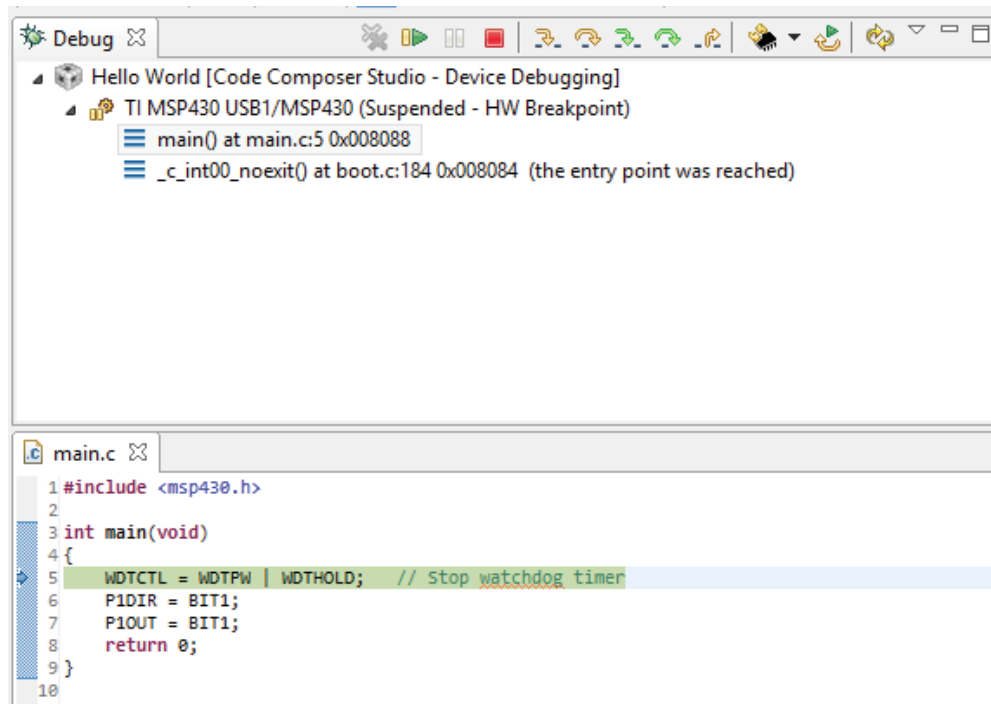 Debug
Hello World [Code Composer Studio - Device Debugging]
TI MSP430 USB1/MSP430 (Suspended - HW Breakpoint)
main() at main.c:5 0x008088
_c_int00_noexit() at boot.c:184 0x008084  (the entry point was reached)
.c main.c
1 #include <msp430.h>
2
3 int main(void)
4 {
5     WDTCTL = WDTPW | WDTHOLD;   // Stop watchdog timer
6     P1DIR = BIT1;
7     P1OUT = BIT1;
8     return 0;
9 }
10